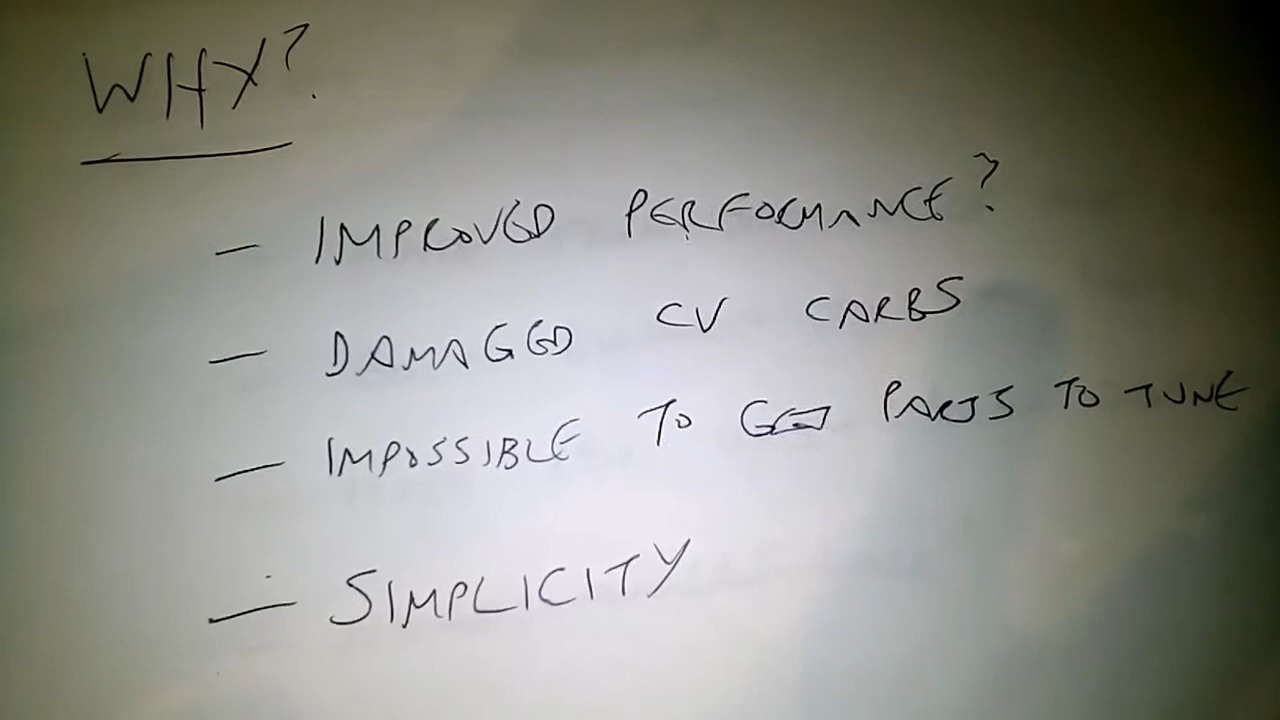 WHY?
- IMPROVED PERFORMANCE?
- DAMAGED CV CARBS
- IMPOSSIBLE TO GET PARTS TO TUNE
- SIMPLICITY